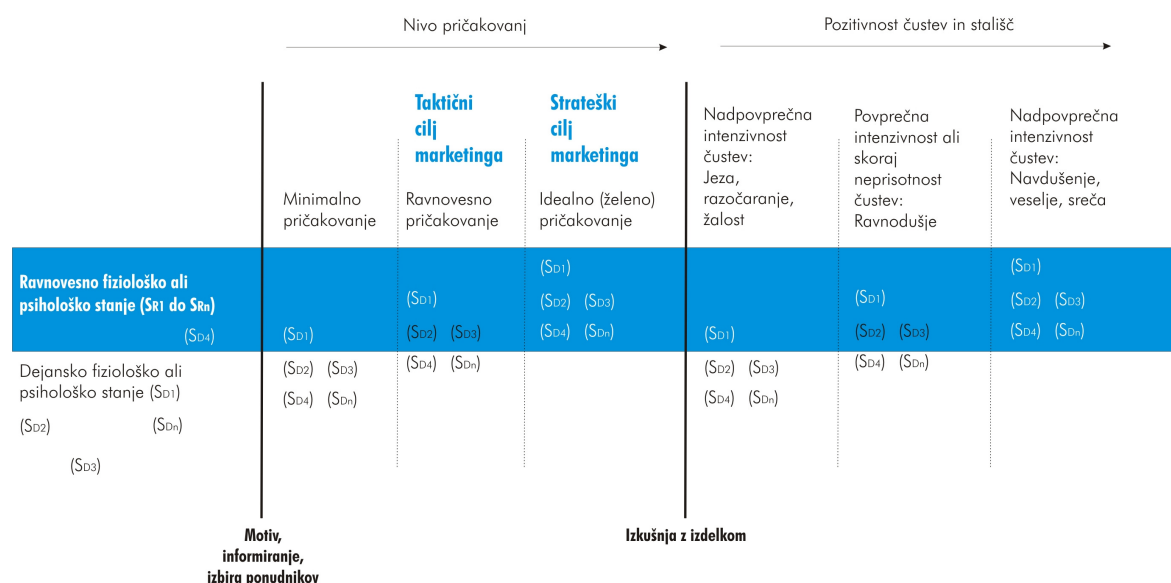 Nivo pričakovanj
Pozitivnost čustev in stališč
Taktični
cilj
marketinga
Strateški
cilj
marketinga
Minimalno
pričakovanje
Ravnovesno
pričakovanje
Idealno (želeno)
pričakovanje
Nadpovprečna
intenzivnost
čustev:
Jeza,
razočaranje,
žalost
Povprečna
intenzivnost ali
skoraj
neprisotnost
čustev:
Ravnodušje
Nadpovprečna
intenzivnost
čustev:
Navdušenje,
veselje, sreča
Ravnovesno fiziološko ali
psihološko stanje (SR1 do SRn)
(SD4)
(SD1)
(SD1)
(SD2) (SD3)
(SD1)
(SD2) (SD3)
(SD4) (SDn)
(SD1)
(SD1)
(SD2) (SD3)
(SD1)
(SD2) (SD3)
(SD4) (SDn)
Dejansko fiziološko ali
psihološko stanje (SD1)
(SD2) (SDn)
(SD3)
(SD2) (SD3)
(SD4) (SDn)
(SD4) (SDn)
(SD2) (SD3)
(SD4) (SDn)
(SD4) (SDn)
Motiv,
informiranje,
izbira ponudnikov
Izkušnja z izdelkom